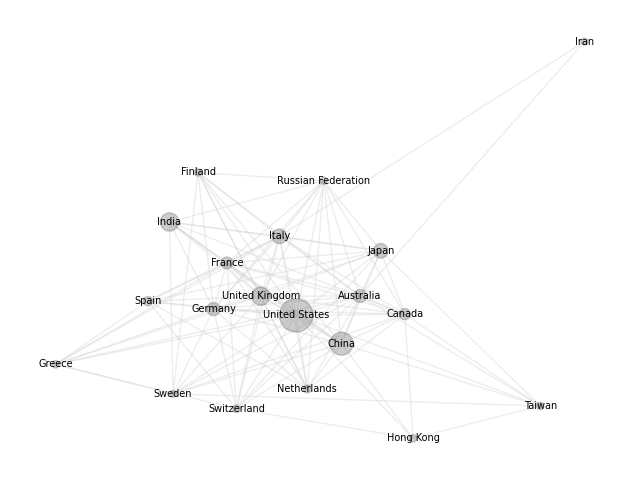 Iran
Finland
Russian Federation
India
Italy
Japan
France
United Kingdom
Australia
Spain
Germany
United States
Canada
China
Greece
Netherlands
Sweden
Switzerland
Taiwan
Hong Kong